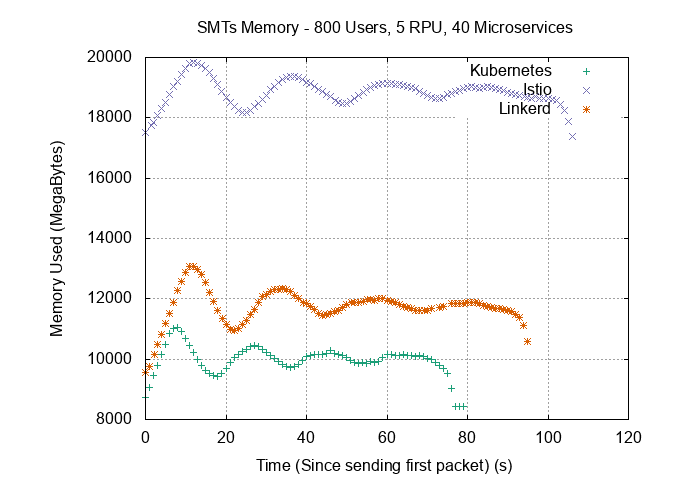 SMTs Memory - 800 Users, 5 RPU, 40 Microservices
Kubernetes
Istio
Linkerd
20000
18000
16000
14000
12000
10000
8000
Memory Used (MegaBytes)
0 20 40 60 80 100 120
Time (Since sending first packet) (s)